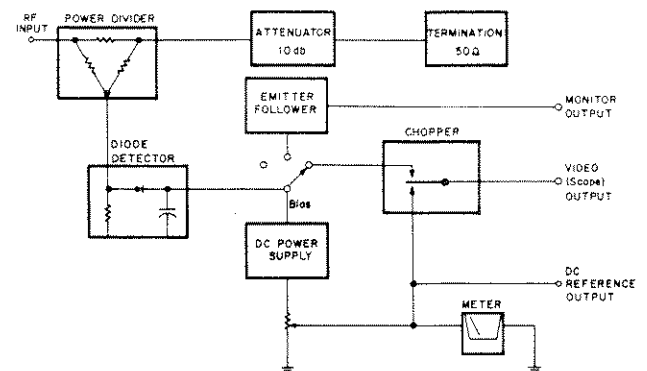 RF
INPUT
POWER DIVIDER
ATTENUATOR
10 db
TERMINATION
50 Ω
EMITTER
FOLLOWER
MONITOR
OUTPUT
CHOPPER
DIODE
DETECTOR
VIDEO
(Scope)
OUTPUT
Bias
DC POWER
SUPPLY
DC
REFERENCE
OUTPUT
METER